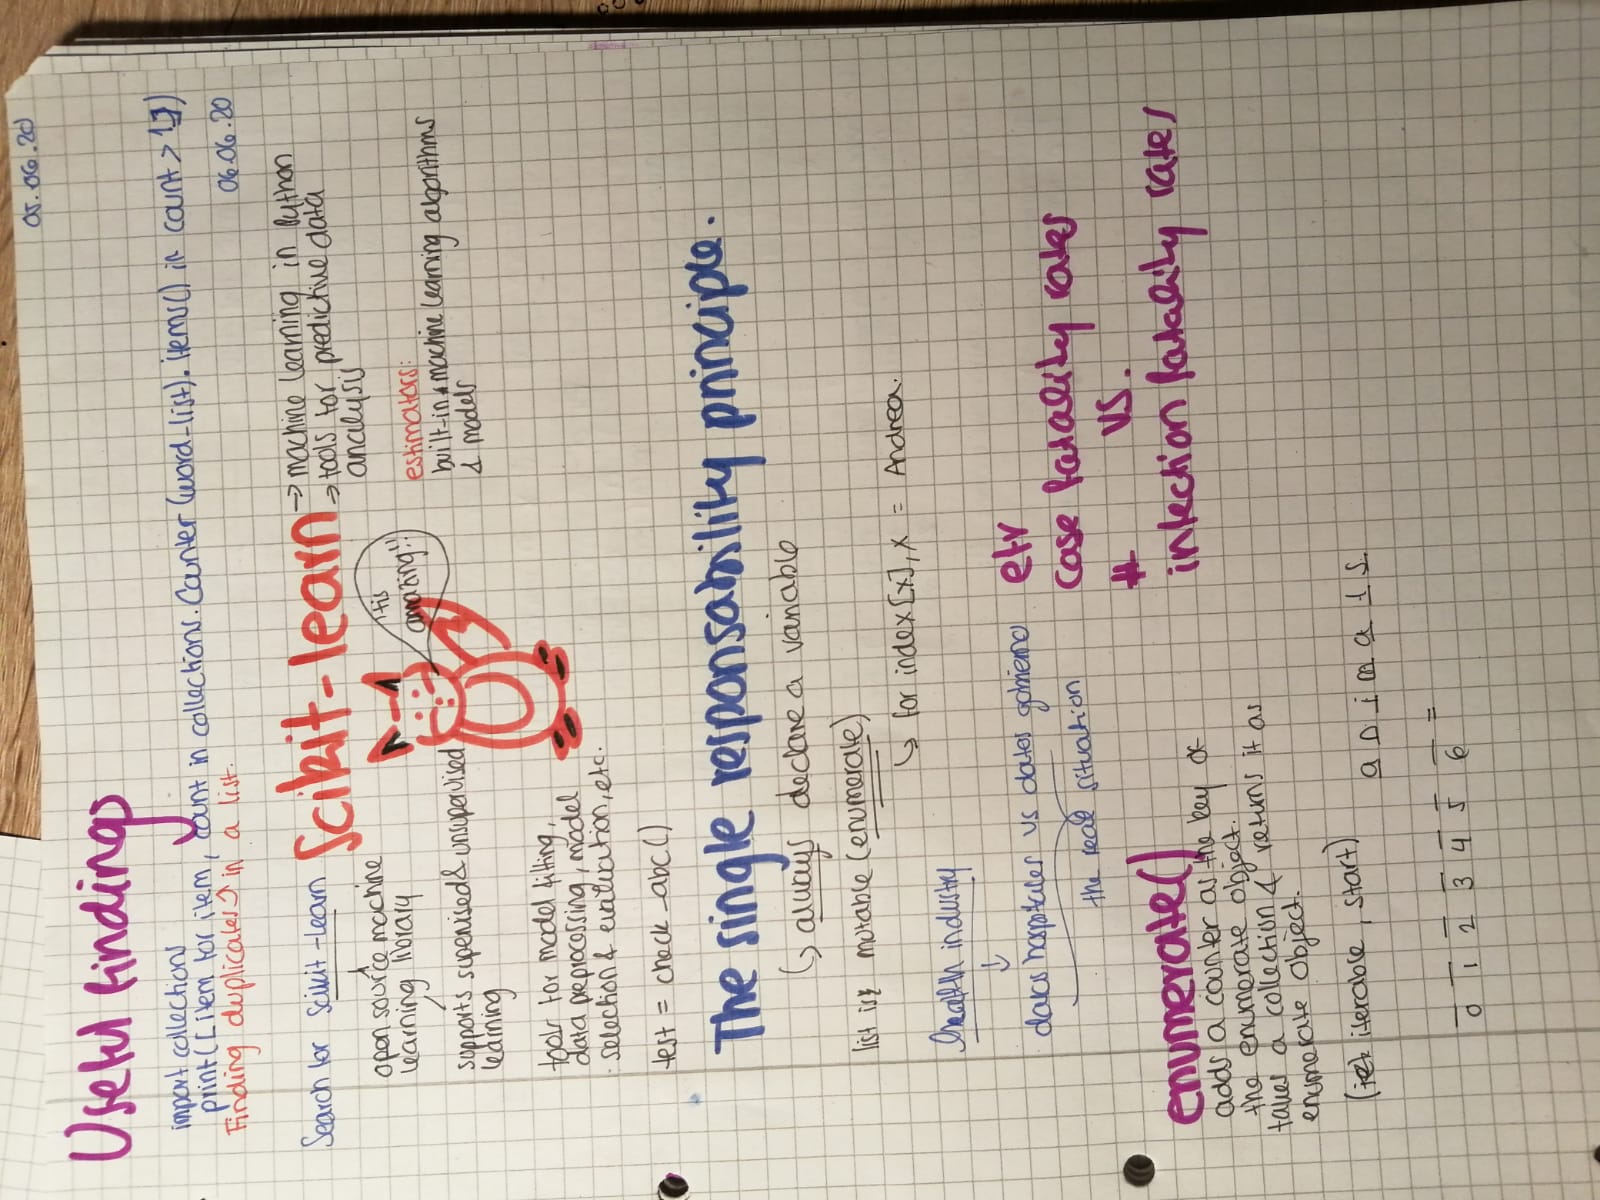 05.06.20
Useful findings
import collections
print([item for item, count in collections.Counter(word-list).items() if count > 1])
Finding duplicates in a list.
06.06.20
Search for Scikit-learn
Scikit-learn → machine learning in Python
→ tools for predictive data
analysis
open source machine
learning library
"tis
amazing"!
estimators:
built-in machine learning algorithms
& models
supports supervised & unsupervised
learning
tools for model fitting,
data preprocessing, model
selection & evaluation, etc.
test = check-abc()
The single responsability principle.
↳ always declare a variable
list is mutable (enumerate)
↳ for index[x], x = Andrea.
health industry
↓
datos hospitales vs datos gobierno
the real situation
cfr
Case fatality rates
# vs.
infection fatality rates
enumerate()
adds a counter as the key of
the enumerate object.
takes a collection & returns it as
enumerate object.
(iterable, start)
a n i m a l s
0 1 2 3 4 5 6 =